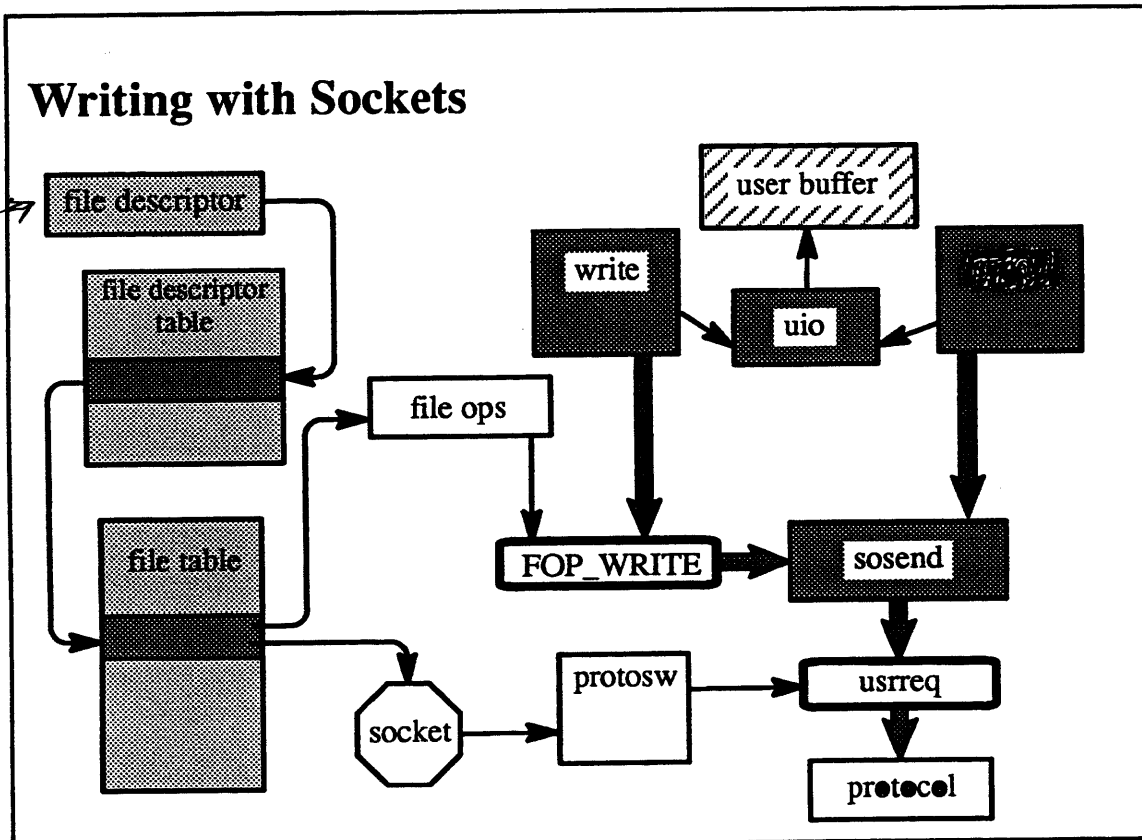 Writing with Sockets
file descriptor
user buffer
write
uio
file descriptor
table
file ops
file table
FOP_WRITE
sosend
protosw
usrreq
socket
protocol